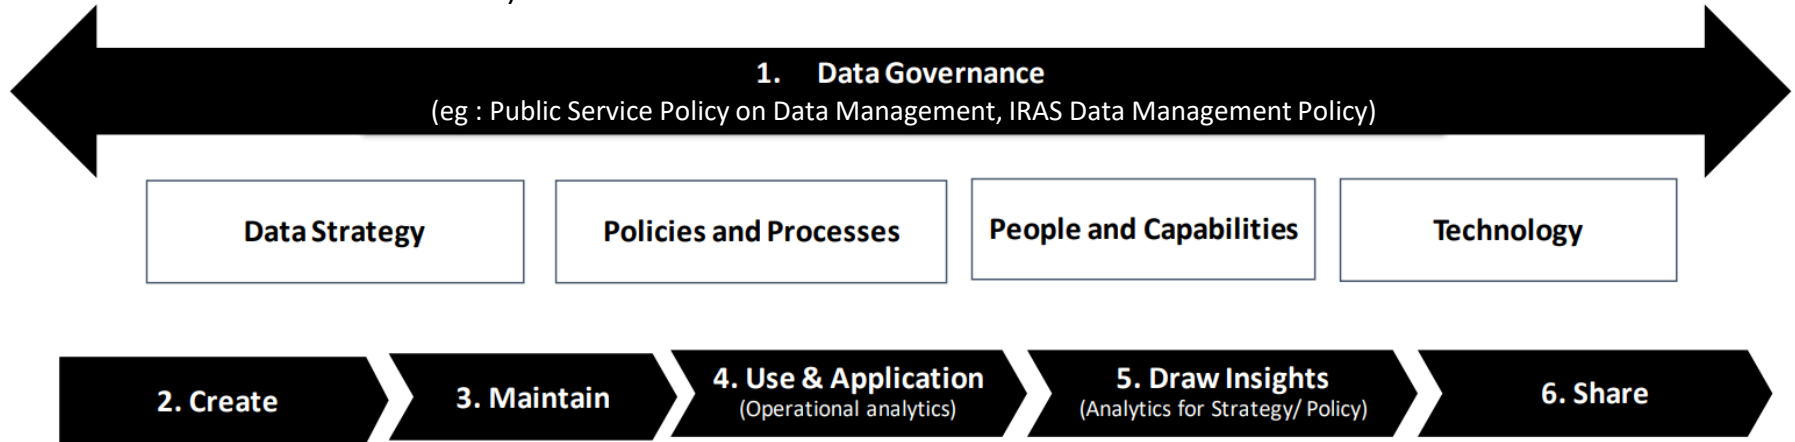 1. Data Governance
(eg : Public Service Policy on Data Management, IRAS Data Management Policy)
Data Strategy
Policies and Processes
People and Capabilities
Technology
2. Create
3. Maintain
4. Use & Application
(Operational analytics)
5. Draw Insights
(Analytics for Strategy/ Policy)
6. Share